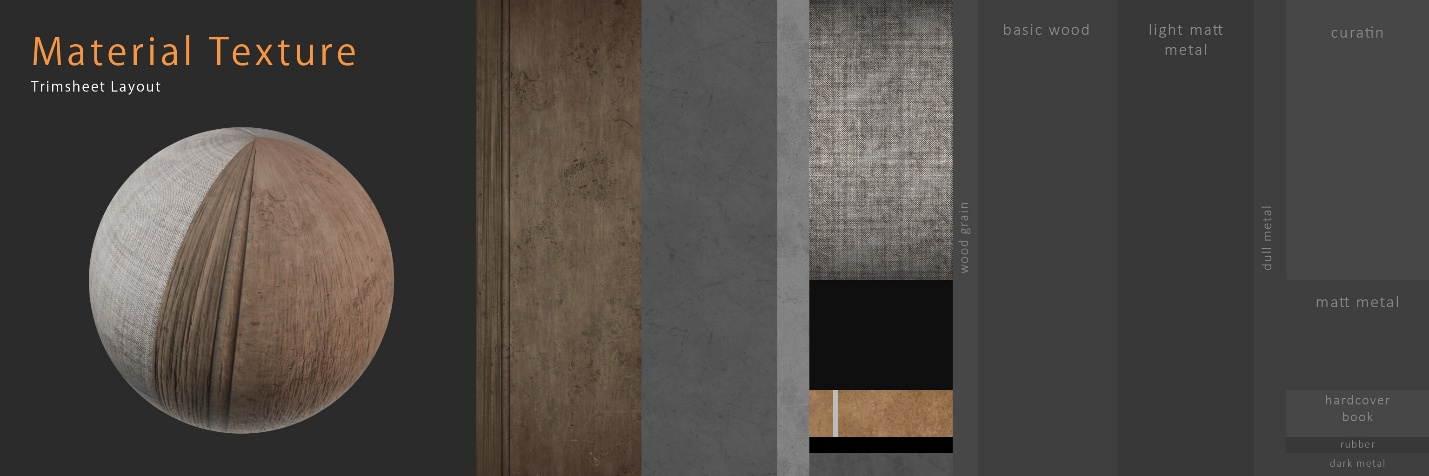 Material Texture
Trimsheet Layout
wood grain
basic wood
light matt
metal
dull metal
curatin
matt metal
hardcover
book
rubber
dark metal